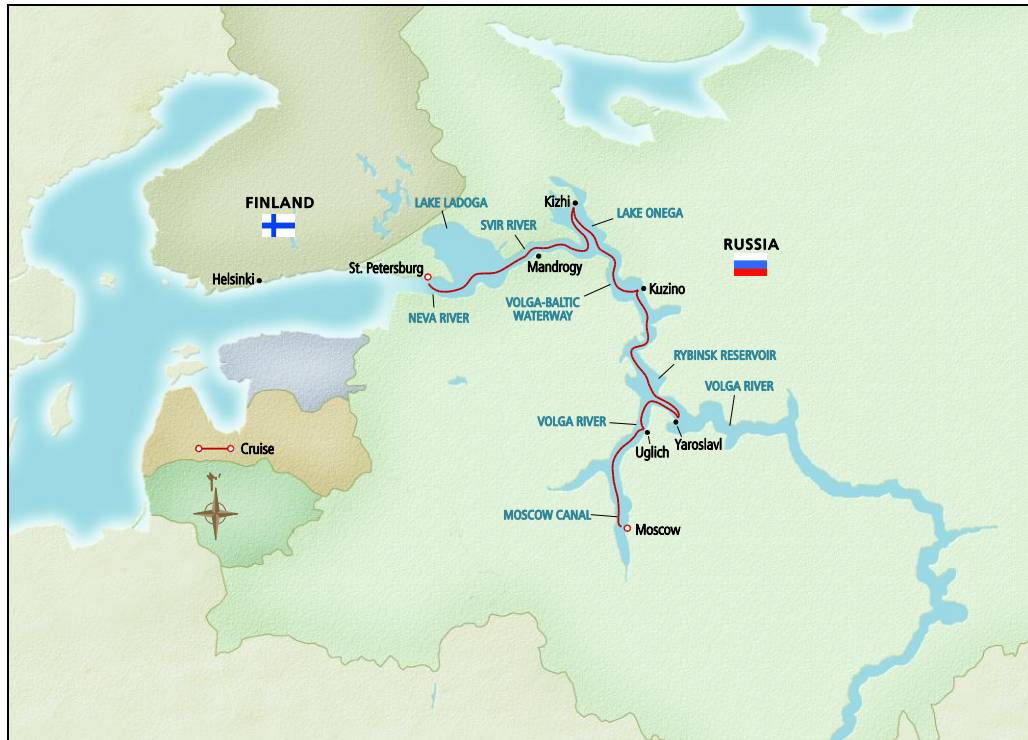 Kizhi
LAKE LADOGA
FINLAND
LAKE ONEGA
SVIR RIVER
RUSSIA
St. Petersburg
Mandrogy
Helsinki
Kuzino
VOLGA-BALTIC
WATERWAY
NEVA RIVER
RYBINSK RESERVOIR
VOLGA RIVER
VOLGA RIVER
Yaroslavl
Cruise
Uglich
MOSCOW CANAL
Moscow